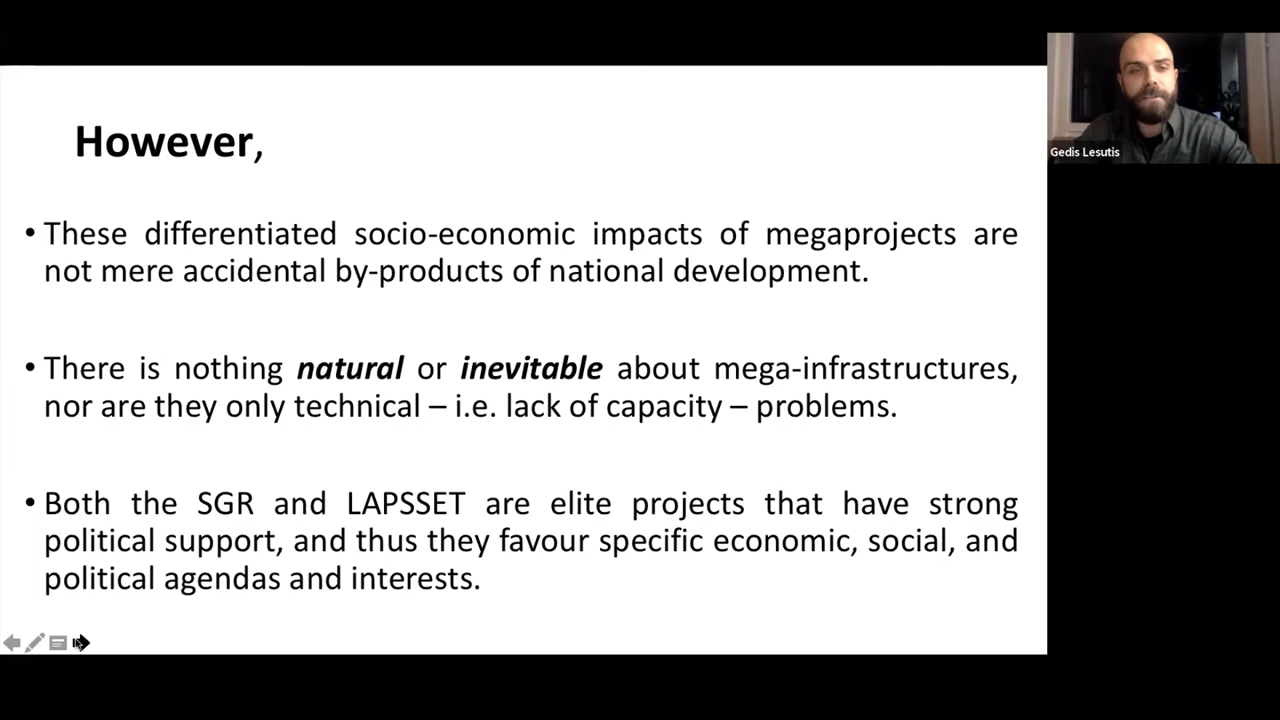 However,
• These differentiated socio-economic impacts of megaprojects are
not mere accidental by-products of national development.
• There is nothing natural or inevitable about mega-infrastructures,
nor are they only technical – i.e. lack of capacity – problems.
• Both the SGR and LAPSSET are elite projects that have strong
political support, and thus they favour specific economic, social, and
political agendas and interests.
Gedis Lesutis